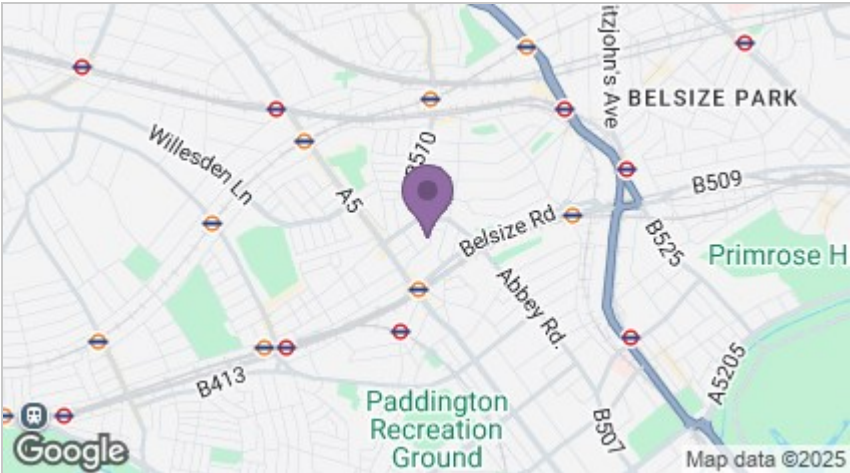 itzjohn's Ave
BELSIZE PARK
B510
Willesden Ln
A5
B509
Belsize Rd
B525
Primrose H
Abbey Rd.
B413
A5205
Paddington
Recreation
Ground
B507
Google
Map data ©2025